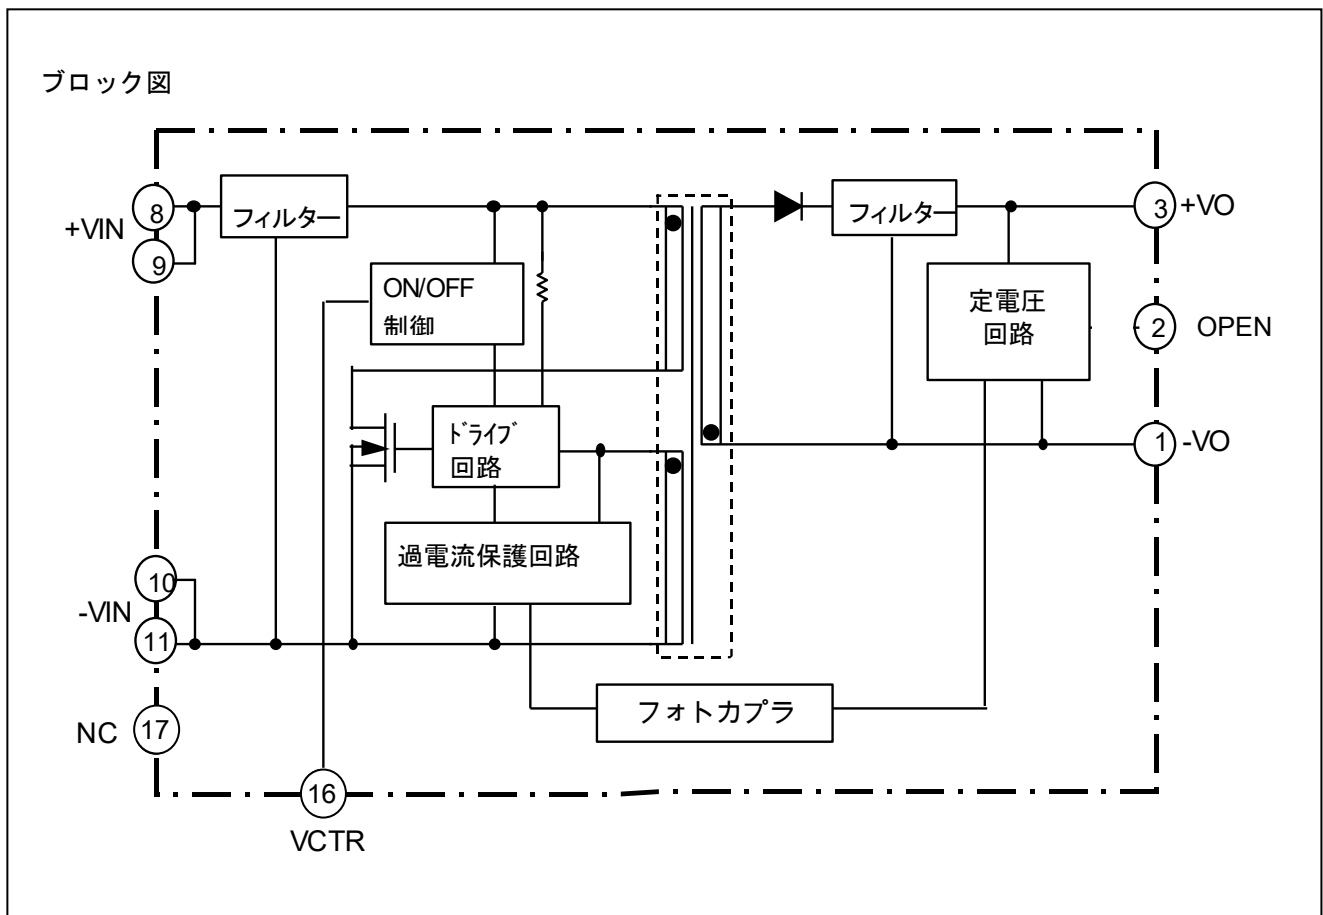 ブロック図
8
+VIN
9
フィルター
フィルター
3
+VO
ON/OFF
制御
定電圧
回路
2
OPEN
ﾄﾞﾗｲﾌﾞ
回路
1
-VO
過電流保護回路
10
-VIN
11
NC
17
フォトカプラ
16
VCTR